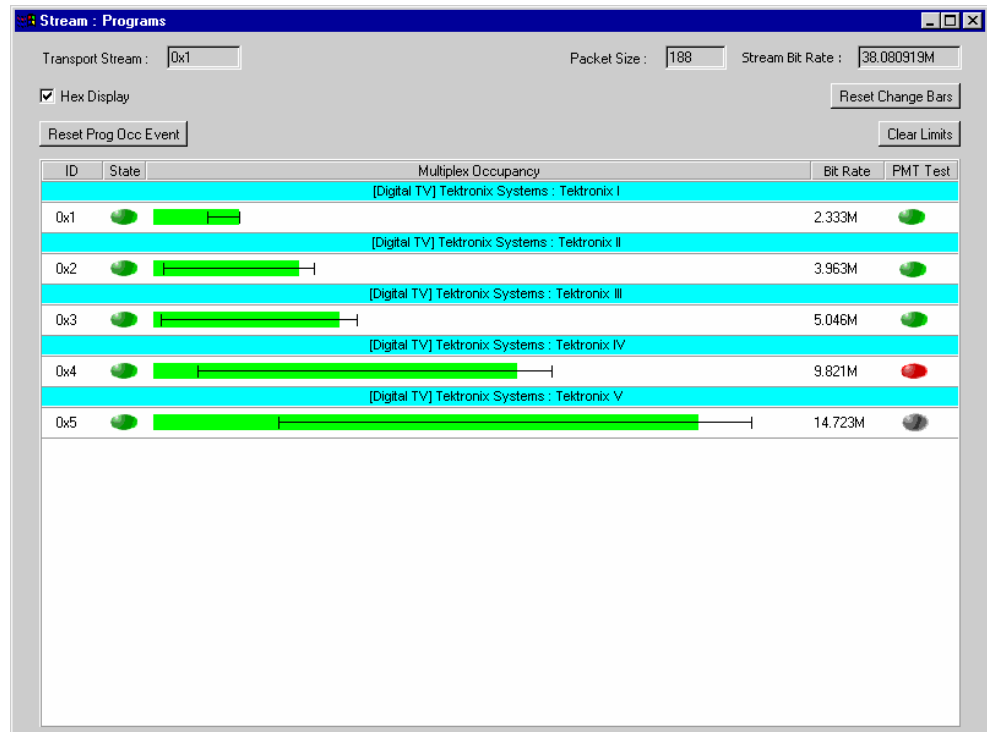 Stream : Programs
Transport Stream : 0x1 Packet Size : 188 Stream Bit Rate : 38.080919M
Hex Display Reset Change Bars
Reset Prog Occ Event Clear Limits
ID State Multiplex Occupancy Bit Rate PMT Test
[Digital TV] Tektronix Systems : Tektronix I
0x1 2.333M
[Digital TV] Tektronix Systems : Tektronix II
0x2 3.963M
[Digital TV] Tektronix Systems : Tektronix III
0x3 5.046M
[Digital TV] Tektronix Systems : Tektronix IV
0x4 9.821M
[Digital TV] Tektronix Systems : Tektronix V
0x5 14.723M